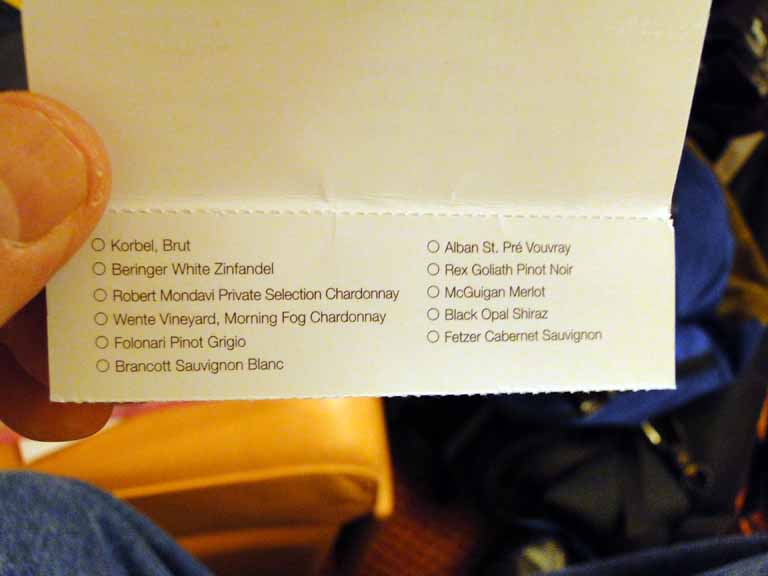 Korbel, Brut
Beringer White Zinfandel
Robert Mondavi Private Selection Chardonnay
Wente Vineyard, Morning Fog Chardonnay
Folonari Pinot Grigio
Brancott Sauvignon Blanc
Alban St. Pré Vouvray
Rex Goliath Pinot Noir
McGuigan Merlot
Black Opal Shiraz
Fetzer Cabernet Sauvignon